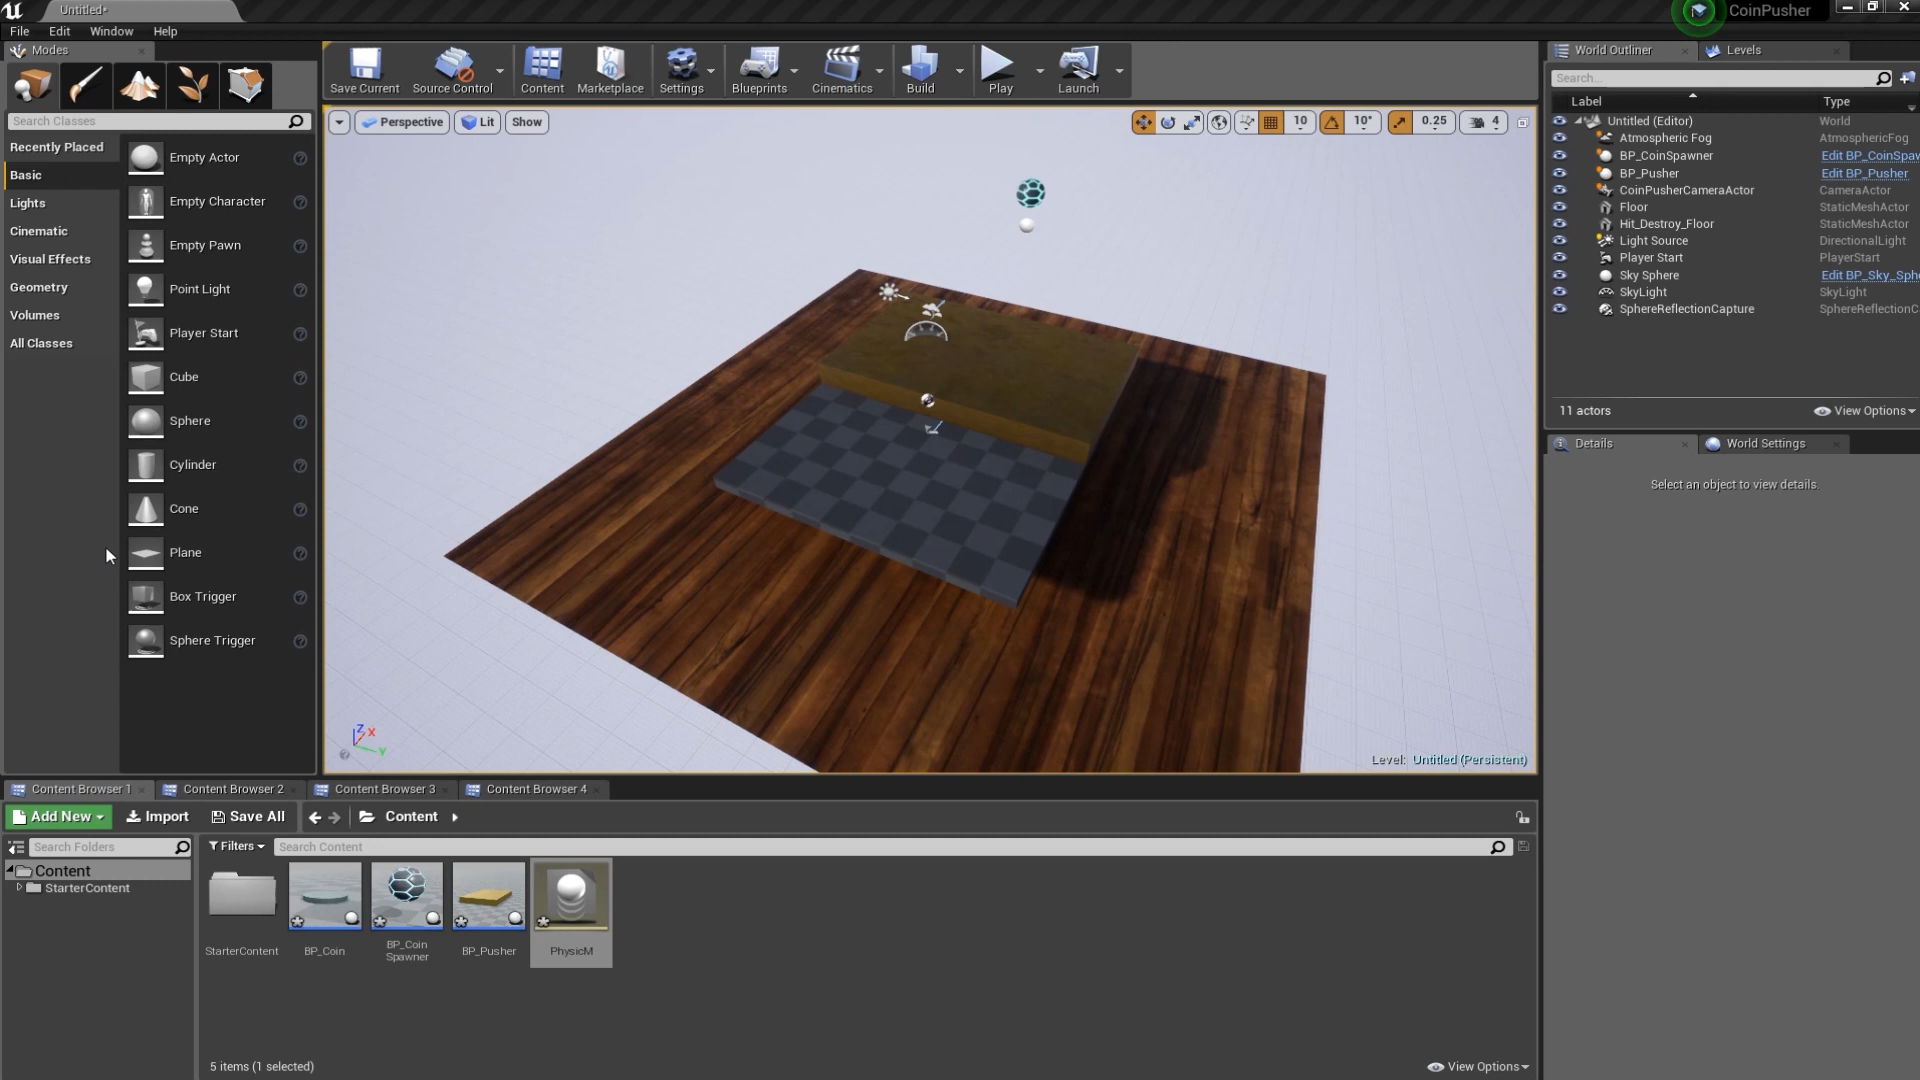 Untitled*
CoinPusher
File Edit Window Help
Modes
Search Classes
Recently Placed
Basic
Lights
Cinematic
Visual Effects
Geometry
Volumes
All Classes
Empty Actor
Empty Character
Empty Pawn
Point Light
Player Start
Cube
Sphere
Cylinder
Cone
Plane
Box Trigger
Sphere Trigger
Save Current Source Control Content Marketplace Settings Blueprints Cinematics Build Play Launch
Perspective Lit Show
10 10° 0.25 4
Z X Y
Level: Untitled (Persistent)
World Outliner Levels
Search...
Label Type
Untitled (Editor) World
Atmospheric Fog AtmosphericFog
BP_CoinSpawner Edit BP_CoinSpaw
BP_Pusher Edit BP_Pusher
CoinPusherCameraActor CameraActor
Floor StaticMeshActor
Hit_Destroy_Floor StaticMeshActor
Light Source DirectionalLight
Player Start PlayerStart
Sky Sphere Edit BP_Sky_Sphe
SkyLight SkyLight
SphereReflectionCapture SphereReflectionC
11 actors View Options
Details World Settings
Select an object to view details.
Content Browser 1 Content Browser 2 Content Browser 3 Content Browser 4
Add New Import Save All Content
Search Folders
Content
StarterContent
Filters Search Content
StarterContent
BP_Coin
BP_Coin
Spawner
BP_Pusher
PhysicM
5 items (1 selected) View Options